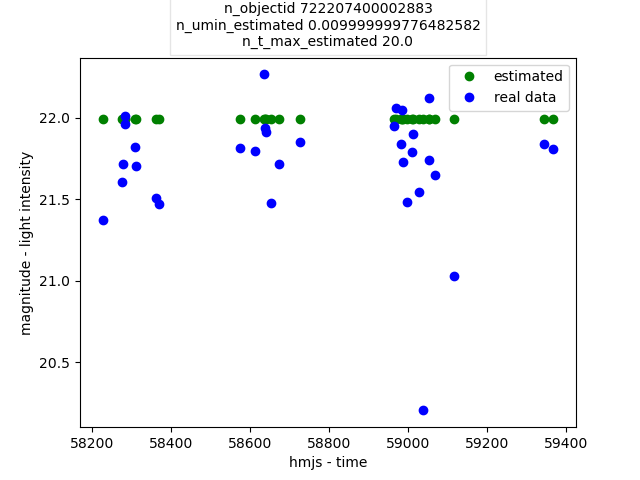 n_objectid 722207400002883
n_umin_estimated 0.009999999776482582
n_t_max_estimated 20.0
estimated
real data
22.0
21.5
21.0
20.5
magnitude - light intensity
58200 58400 58600 58800 59000 59200 59400
hmjs - time